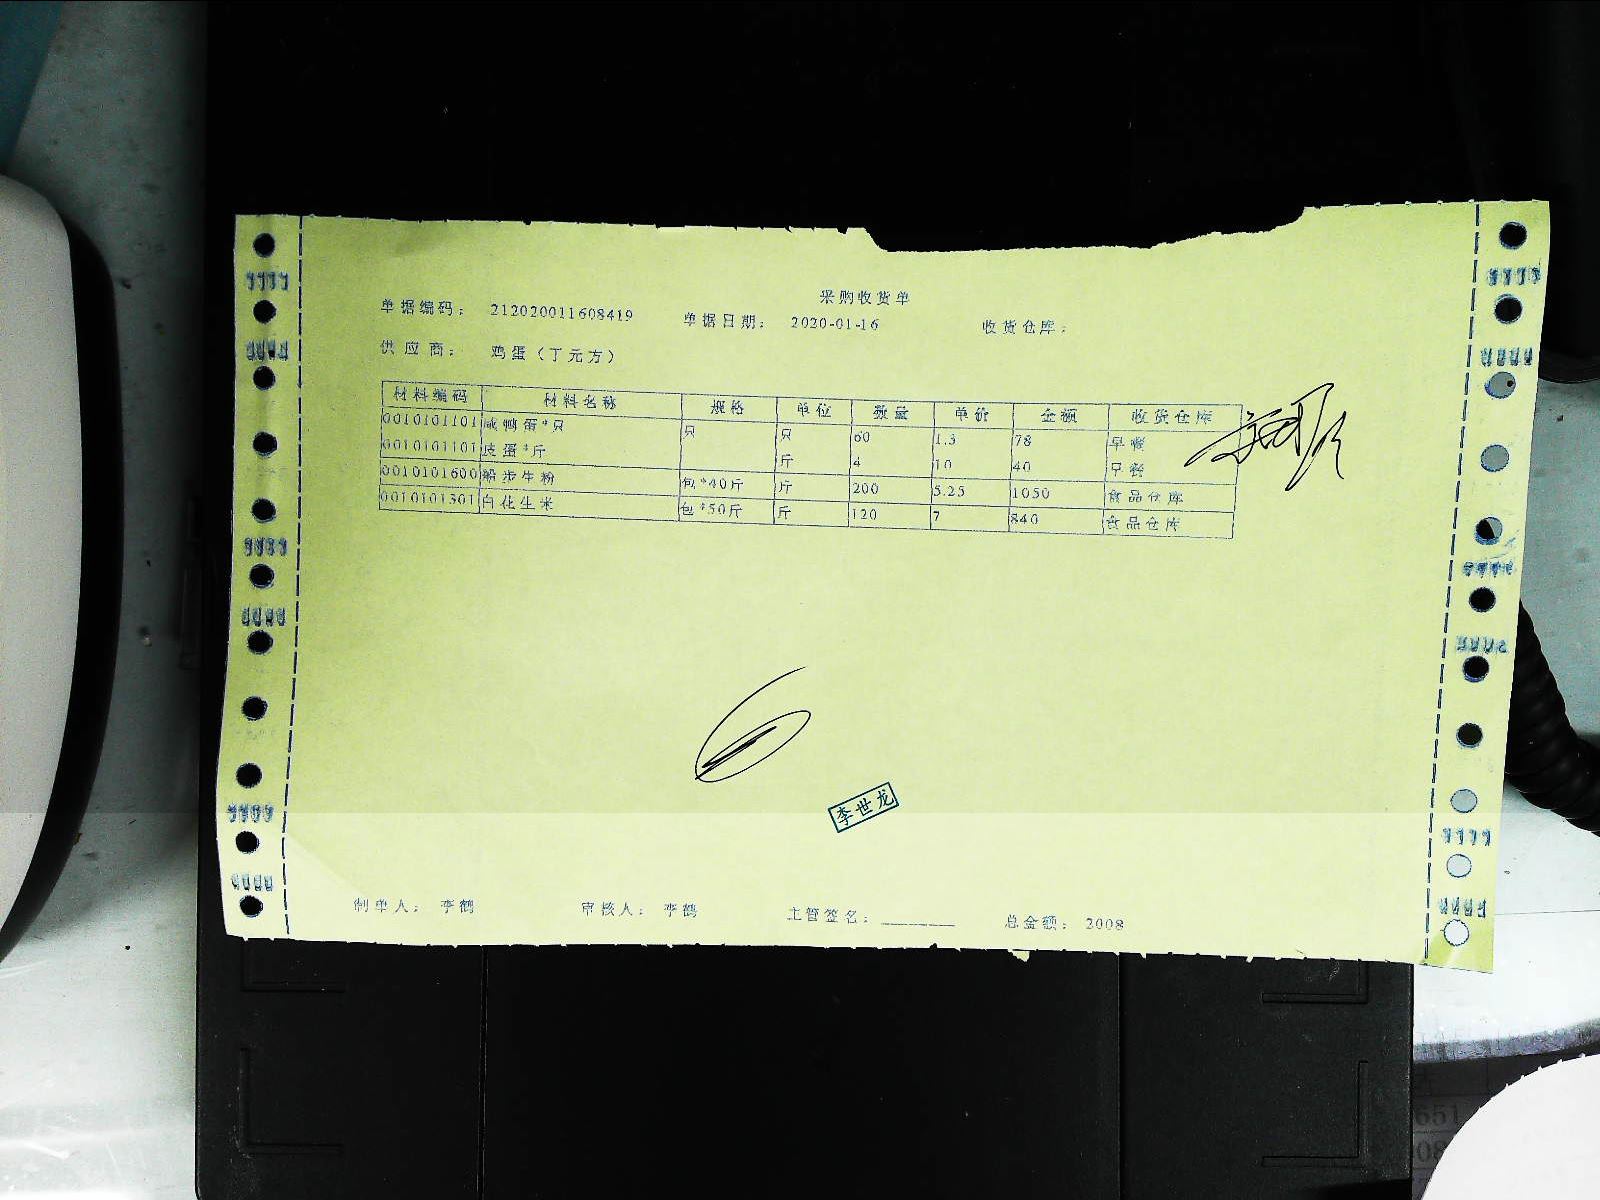 采购收货单
单据编码： 212020011608419 单据日期： 2020-01-16 收货仓库：
供应商： 鸡蛋（丁元方）
材料编码 材料名称 规格 单位 数量 单价 金额 收货仓库
0010101101 咸鸭蛋*只 只 只 60 1.3 78 早餐
0010101101 皮蛋*斤 斤 4 10 40 早餐
0010101600 船步生粉 包*40斤 斤 200 5.25 1050 食品仓库
0010101301 白花生米 包*50斤 斤 120 7 840 食品仓库
李世龙
制单人： 李鹤 审核人： 李鹤 主管签名：________ 总金额： 2008